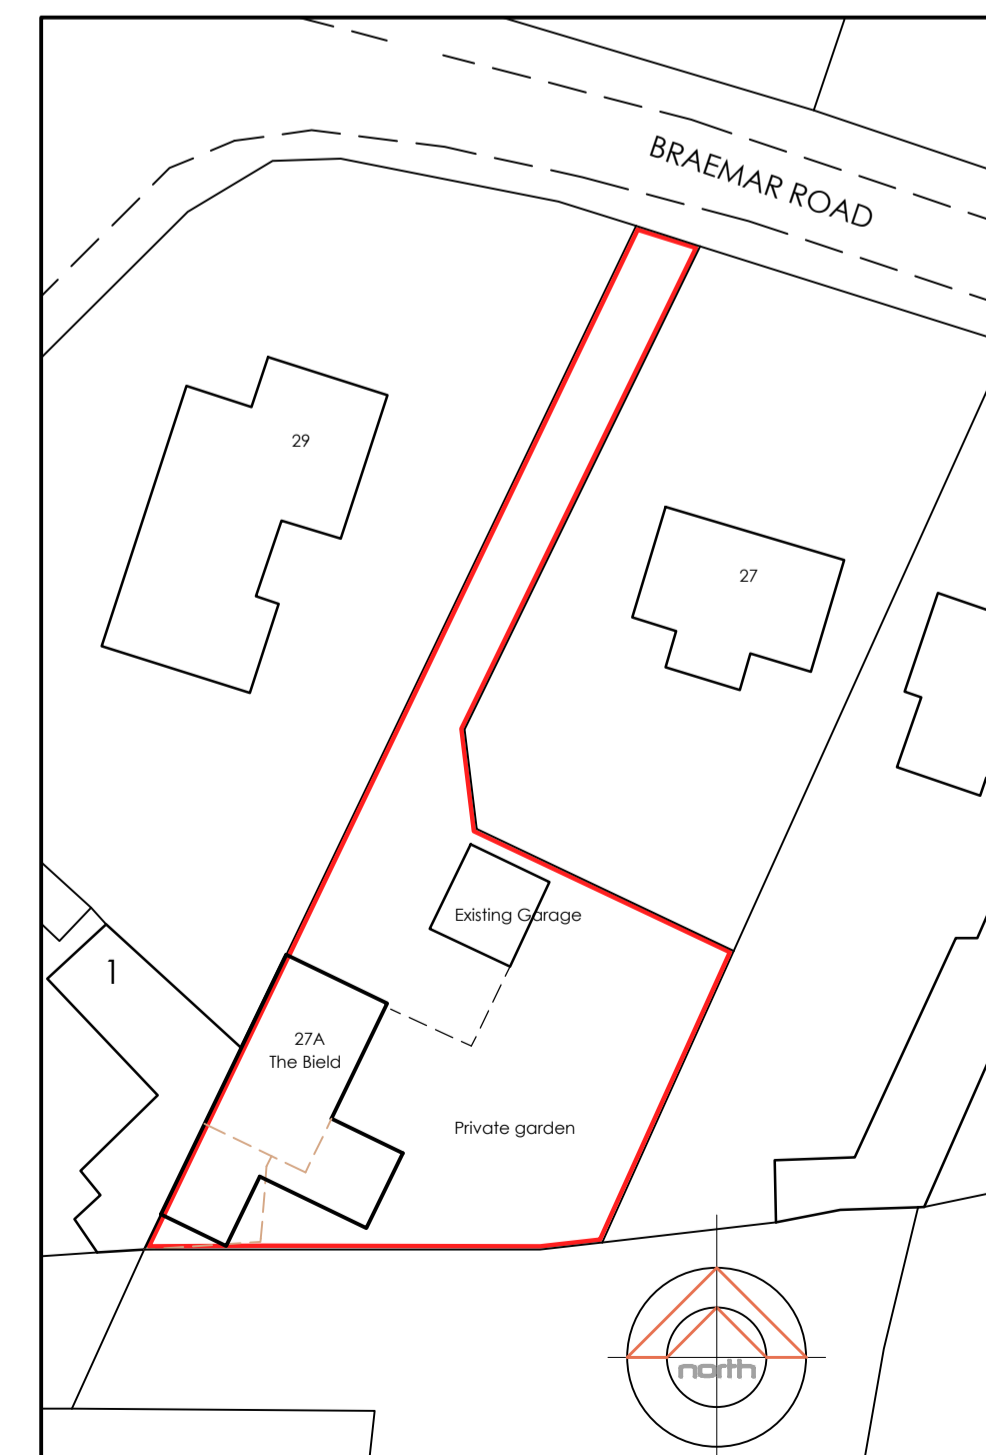 BRAEMAR ROAD
29
27
Existing Garage
1
27A
The Bield
Private garden
north